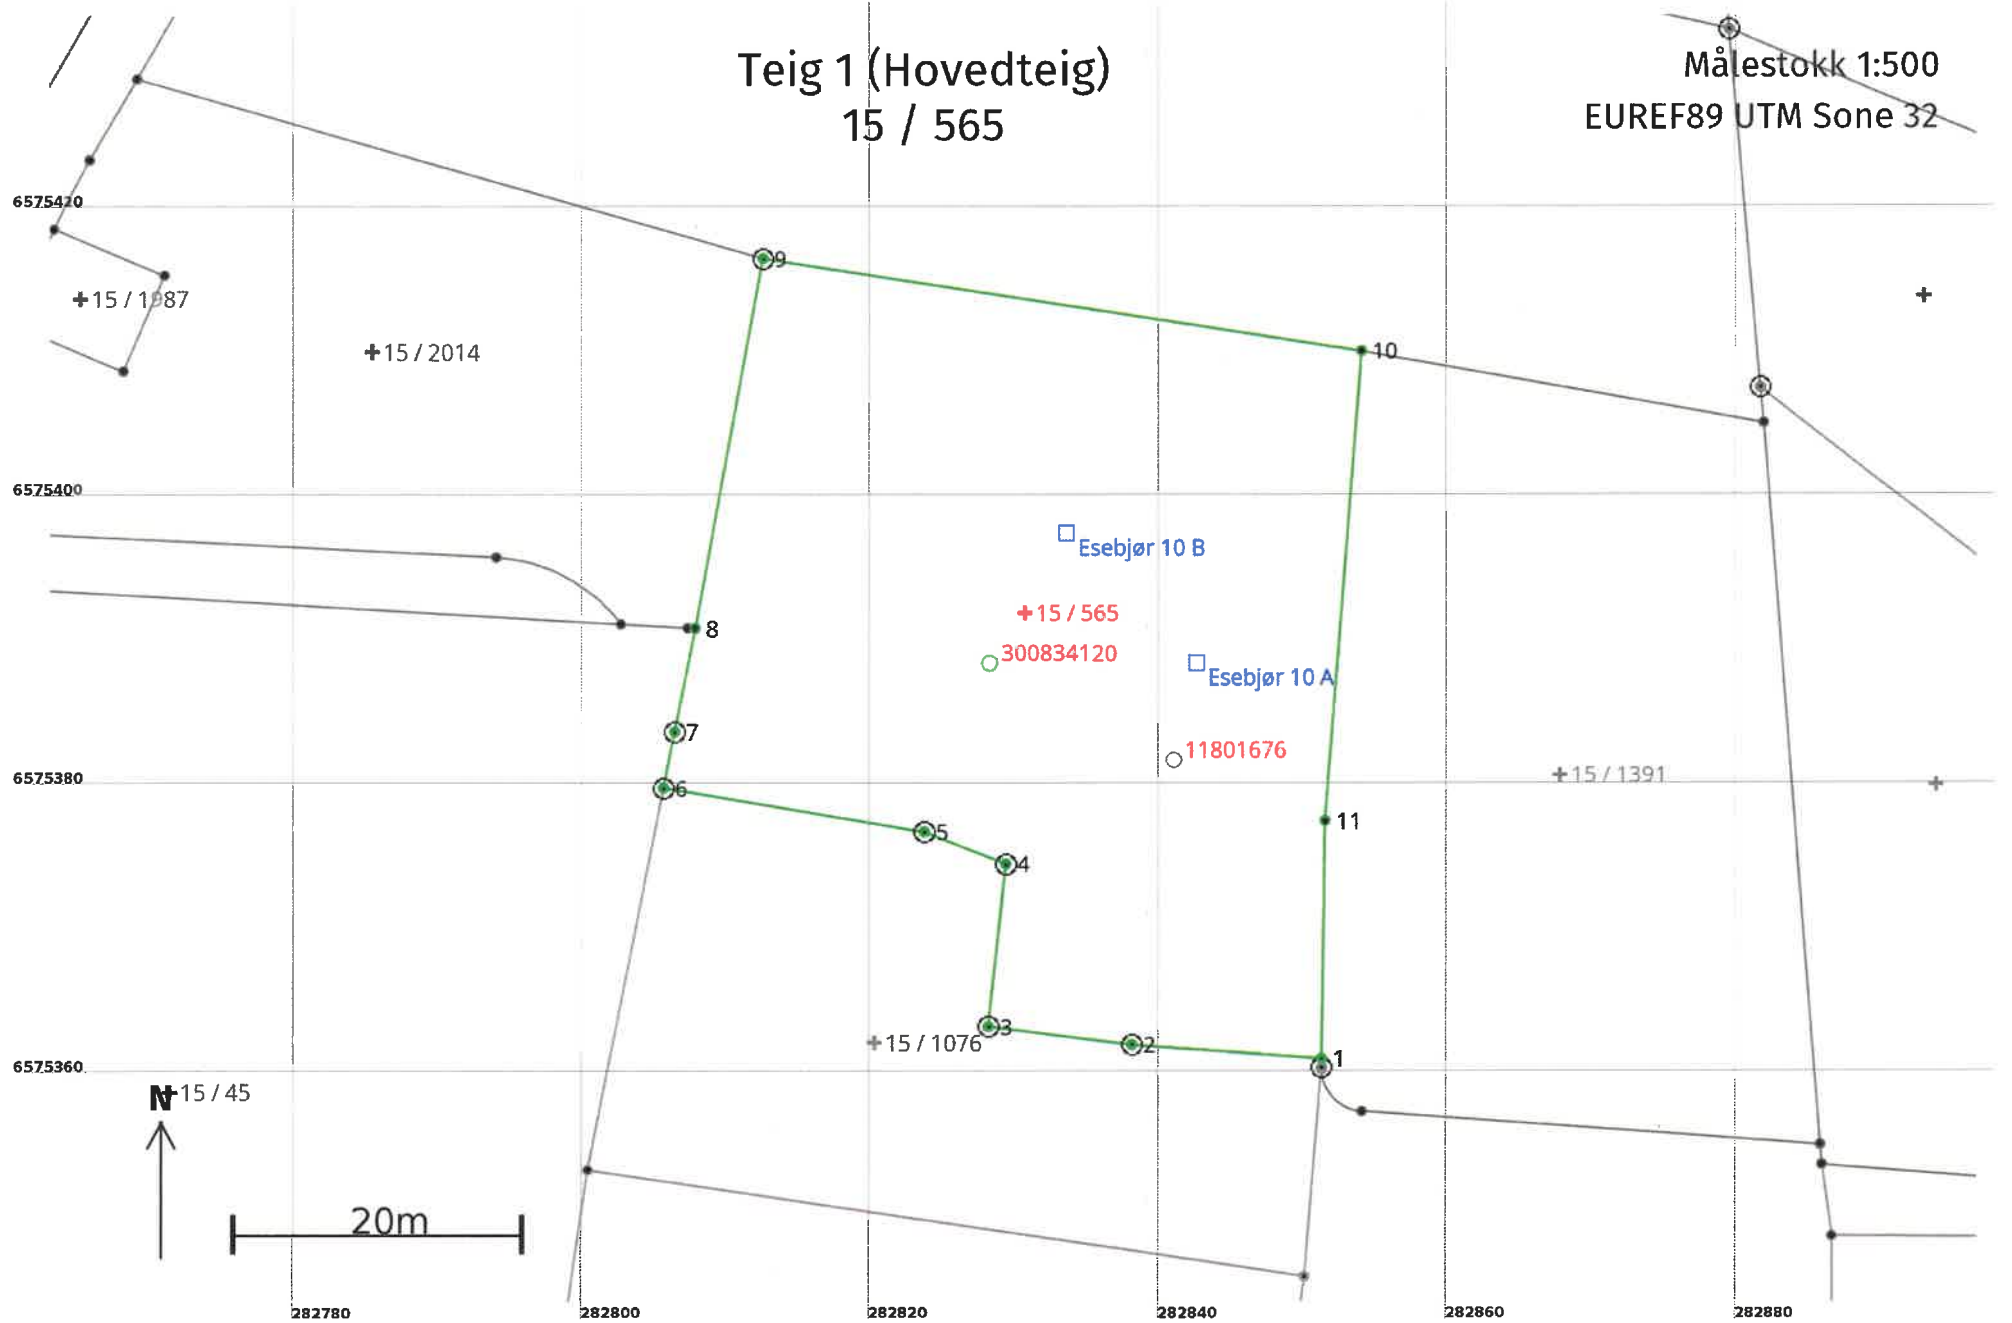 Teig 1 (Hovedteig)
15 / 565
Målestokk 1:500
EUREF89 UTM Sone 32
6575420
9
15 / 1987
15 / 2014
10
6575400
Esebjør 10 B
15 / 565
8
300834120
Esebjør 10 A
7
11801676
6575380
6
15 / 1391
11
5
4
3
15 / 1076
2
1
6575360
N
15 / 45
20m
282780
282800
282820
282840
282860
282880